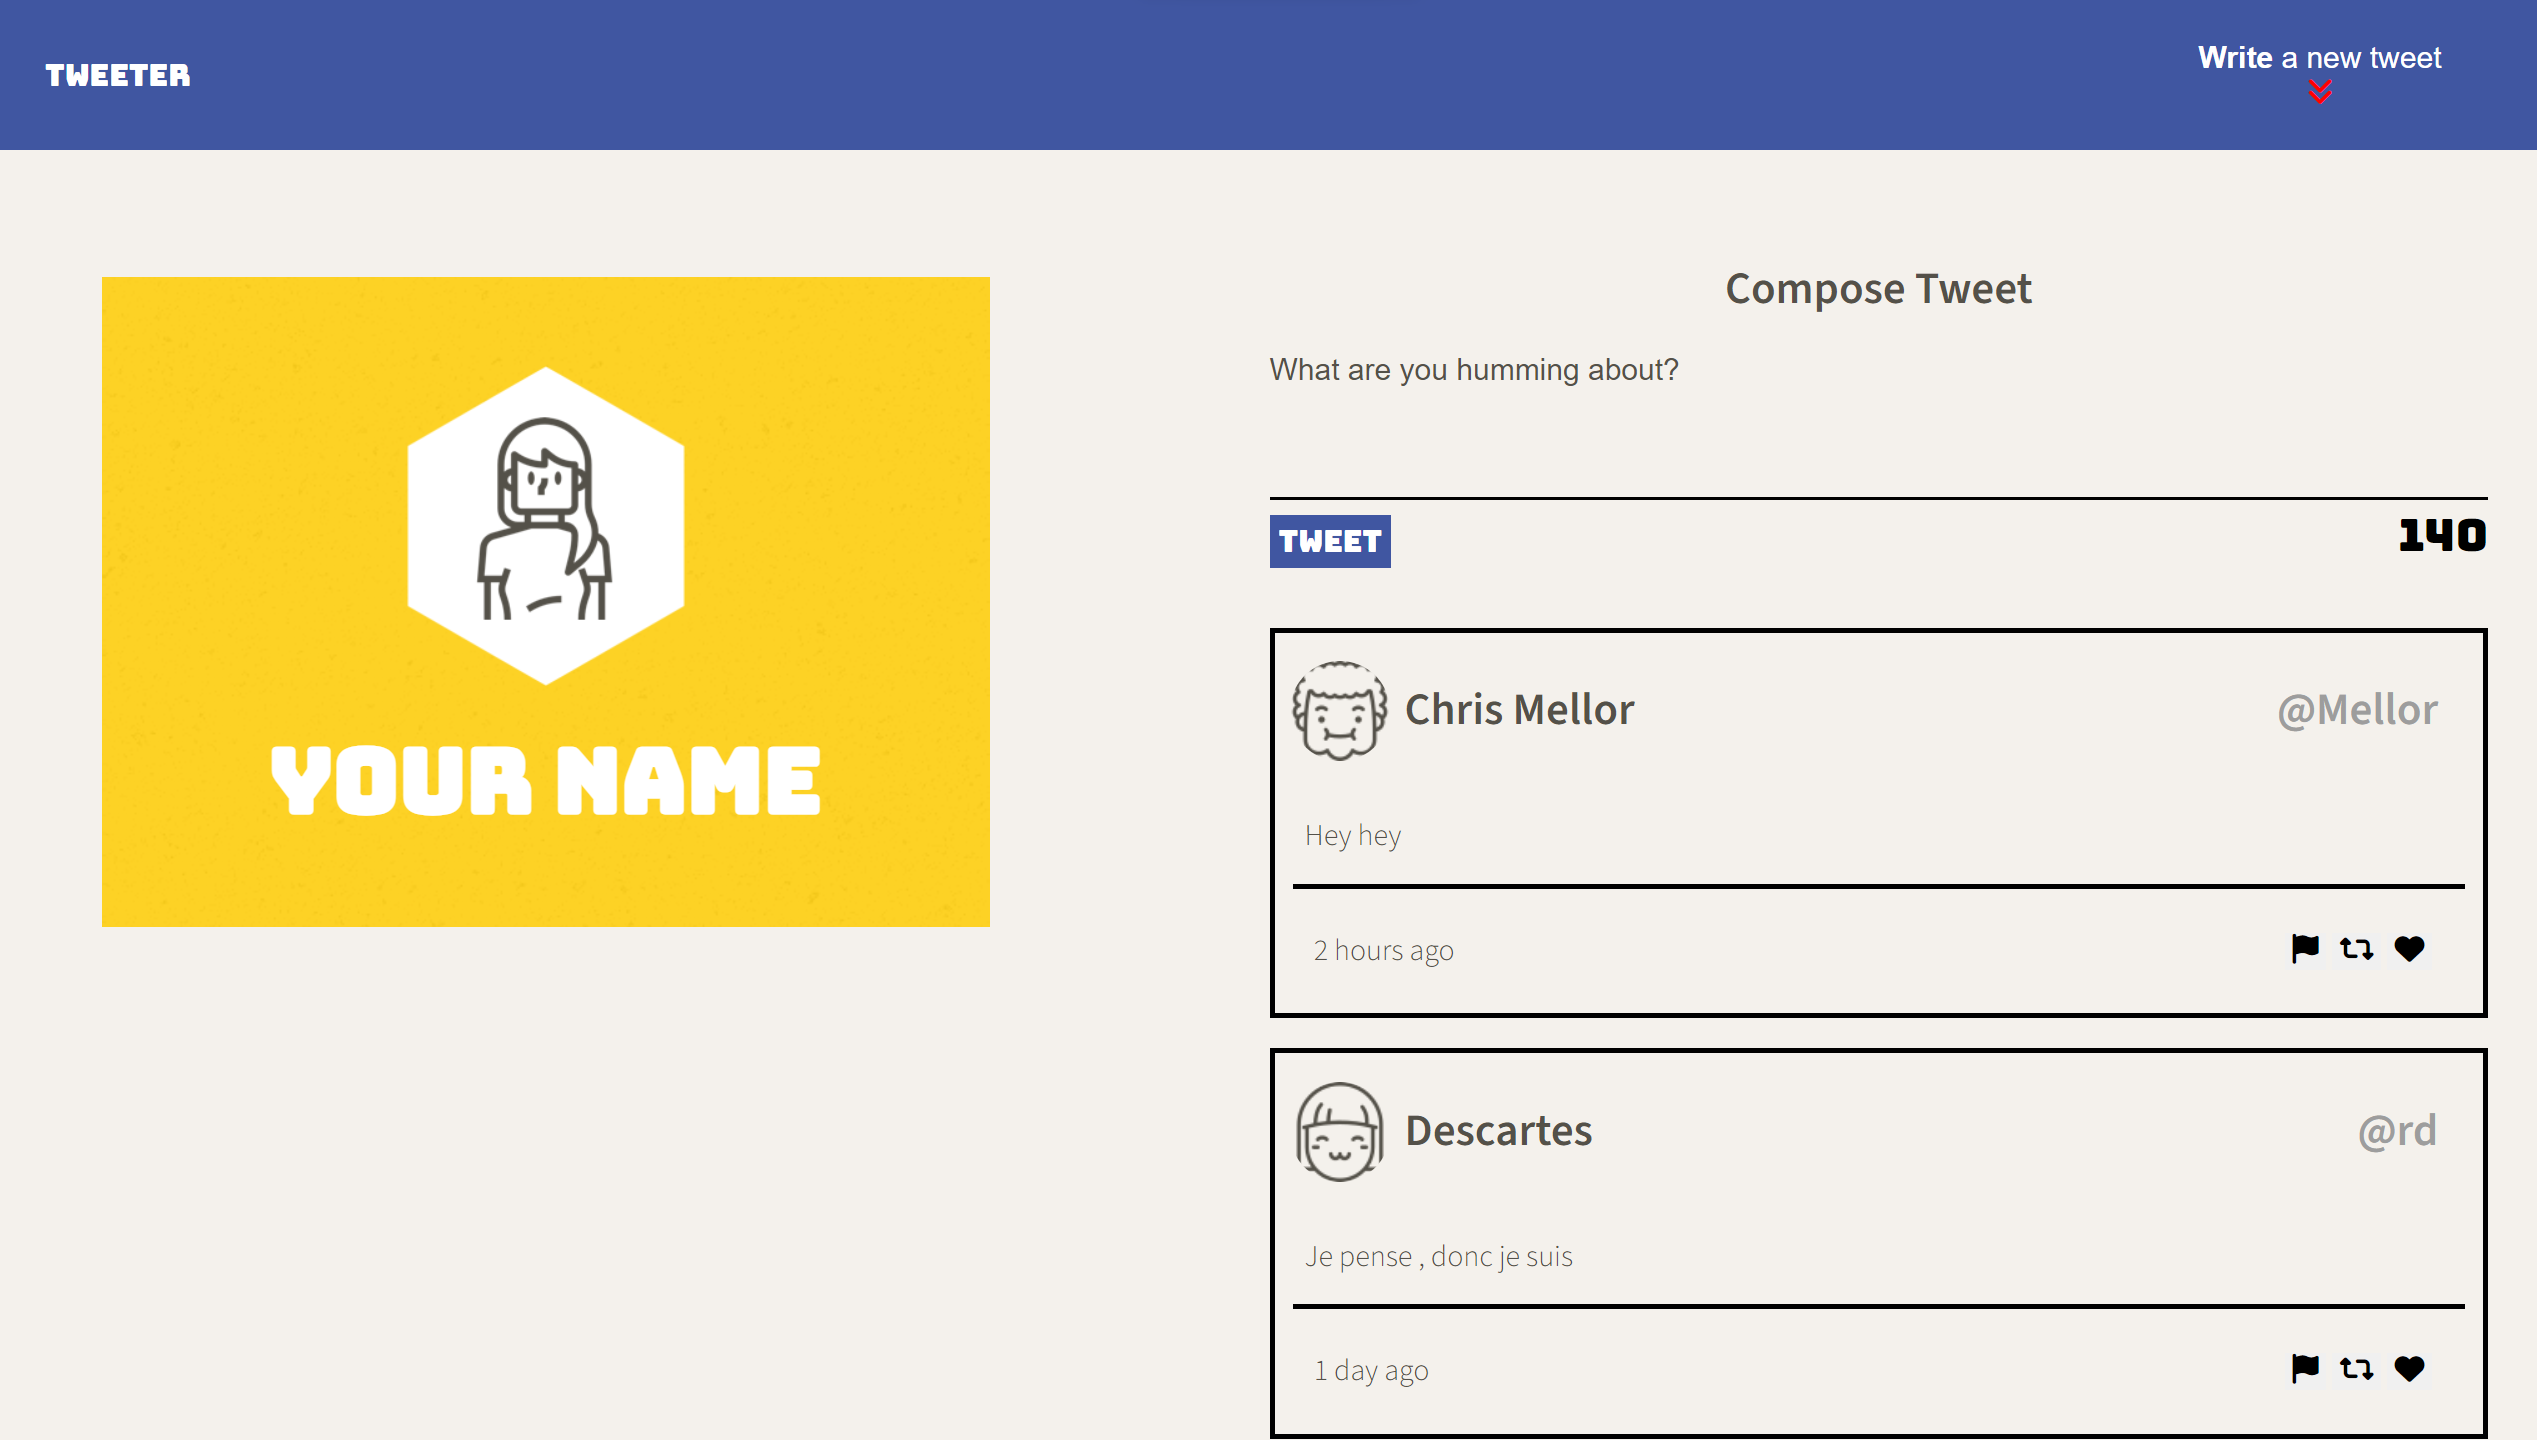 TWEETER
Write a new tweet
YOUR NAME
Compose Tweet
What are you humming about?
TWEET
140
Chris Mellor
@Mellor
Hey hey
2 hours ago
Descartes
@rd
Je pense , donc je suis
1 day ago